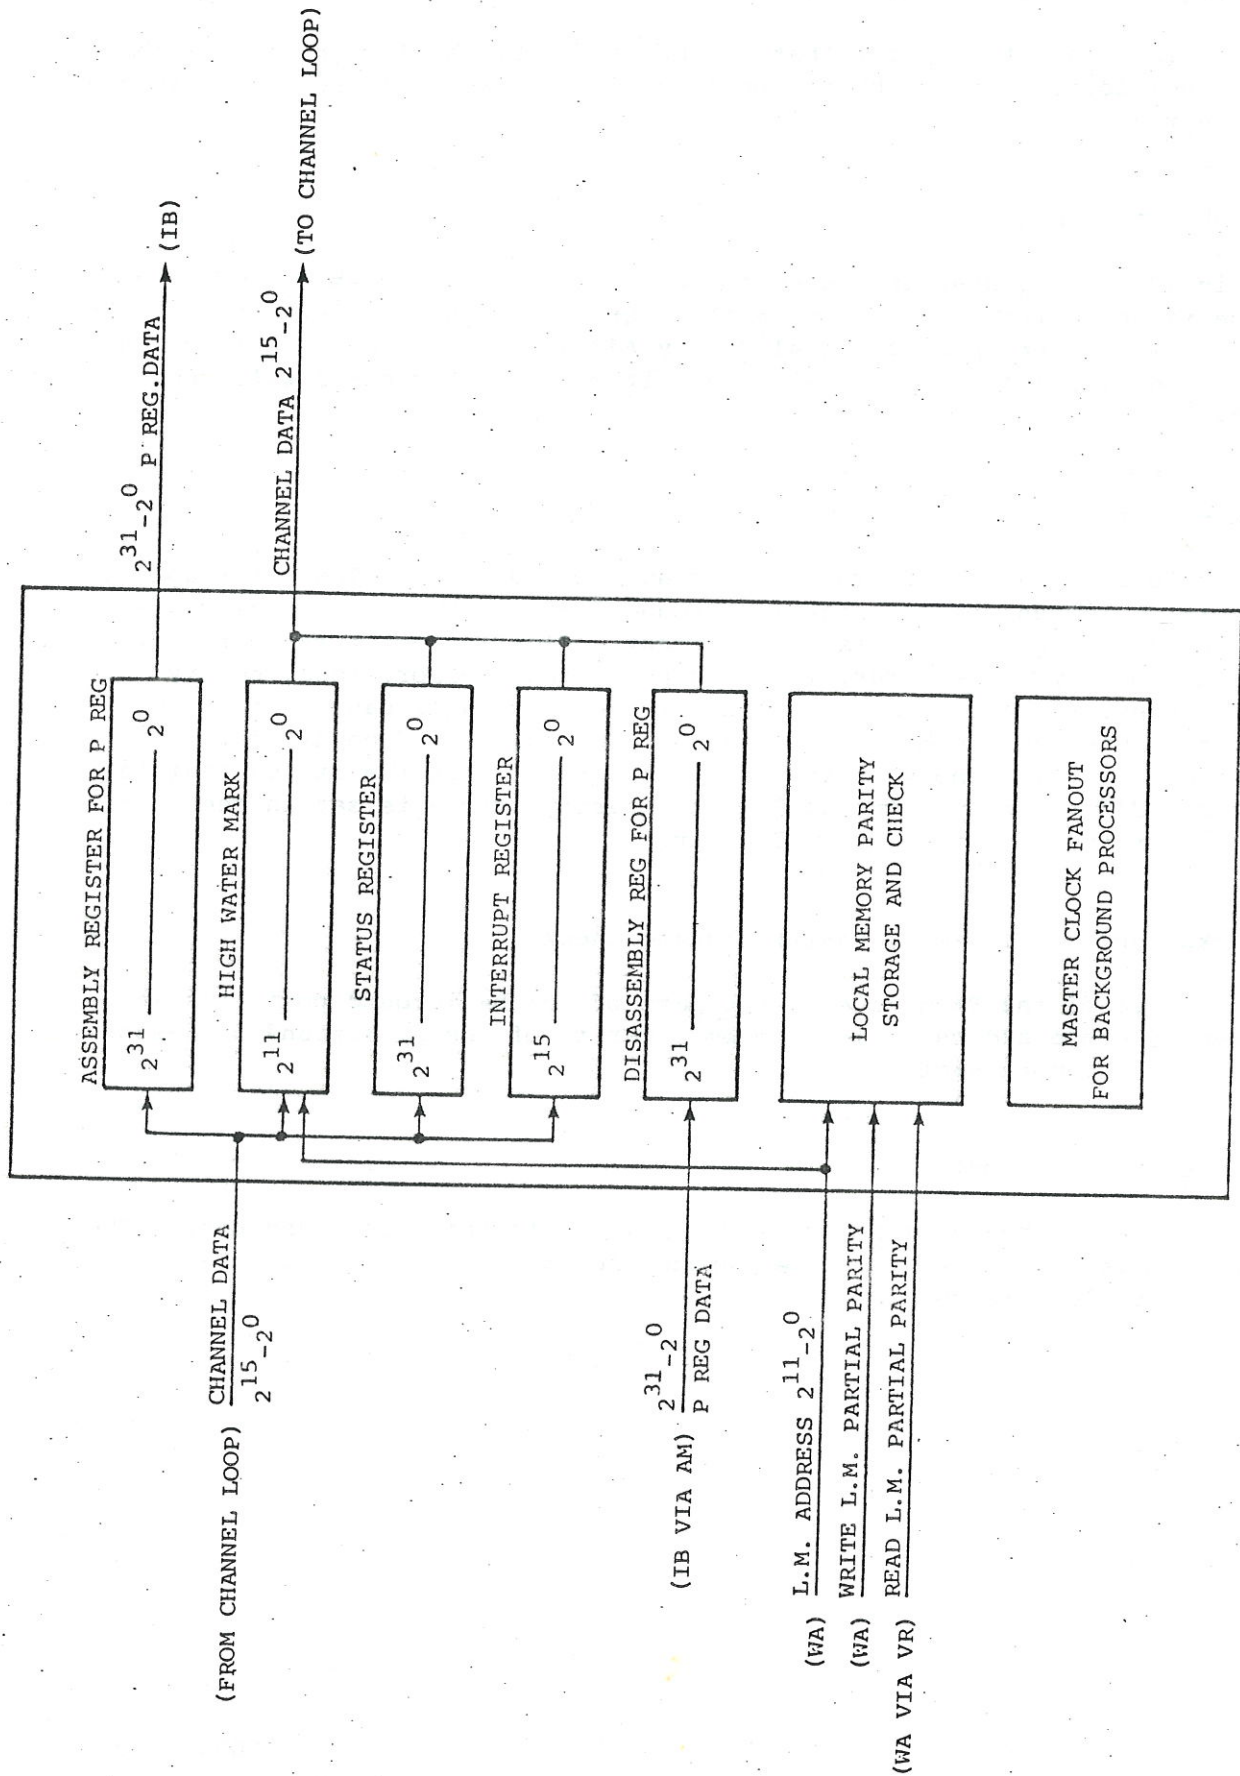 ASSEMBLY REGISTER FOR P REG
2^31 2^0
2^31-2^0 P REG.DATA (IB)
(FROM CHANNEL LOOP) CHANNEL DATA
2^15-2^0
HIGH WATER MARK
2^11 2^0
CHANNEL DATA 2^15-2^0 (TO CHANNEL LOOP)
STATUS REGISTER
2^31 2^0
INTERRUPT REGISTER
2^15 2^0
DISASSEMBLY REG FOR P REG
2^31 2^0
(IB VIA AM) 2^31-2^0
P REG DATA
(WA) L.M. ADDRESS 2^11-2^0
(WA) WRITE L.M. PARTIAL PARITY
(WA VIA VR) READ L.M. PARTIAL PARITY
LOCAL MEMORY PARITY
STORAGE AND CHECK
MASTER CLOCK FANOUT
FOR BACKGROUND PROCESSORS